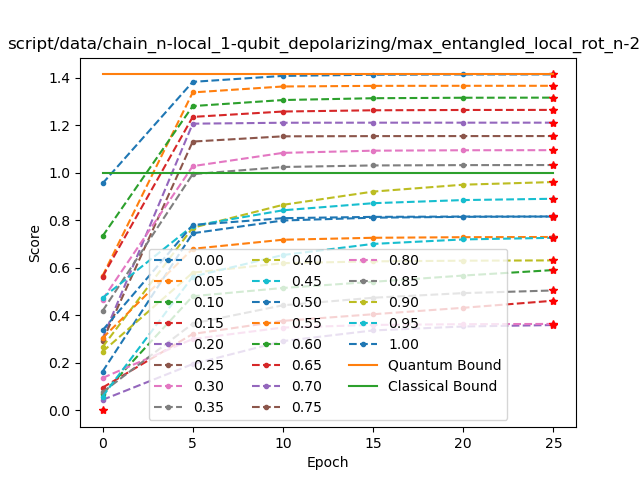 script/data/chain_n-local_1-qubit_depolarizing/max_entangled_local_rot_n-2
1.4
1.2
1.0
0.8
0.6
0.4
0.2
0.0
Score
0.00 0.40 0.80
0.05 0.45 0.85
0.10 0.50 0.90
0.15 0.55 0.95
0.20 0.60 1.00
0.25 0.65 Quantum Bound
0.30 0.70 Classical Bound
0.35 0.75
0 5 10 15 20 25
Epoch